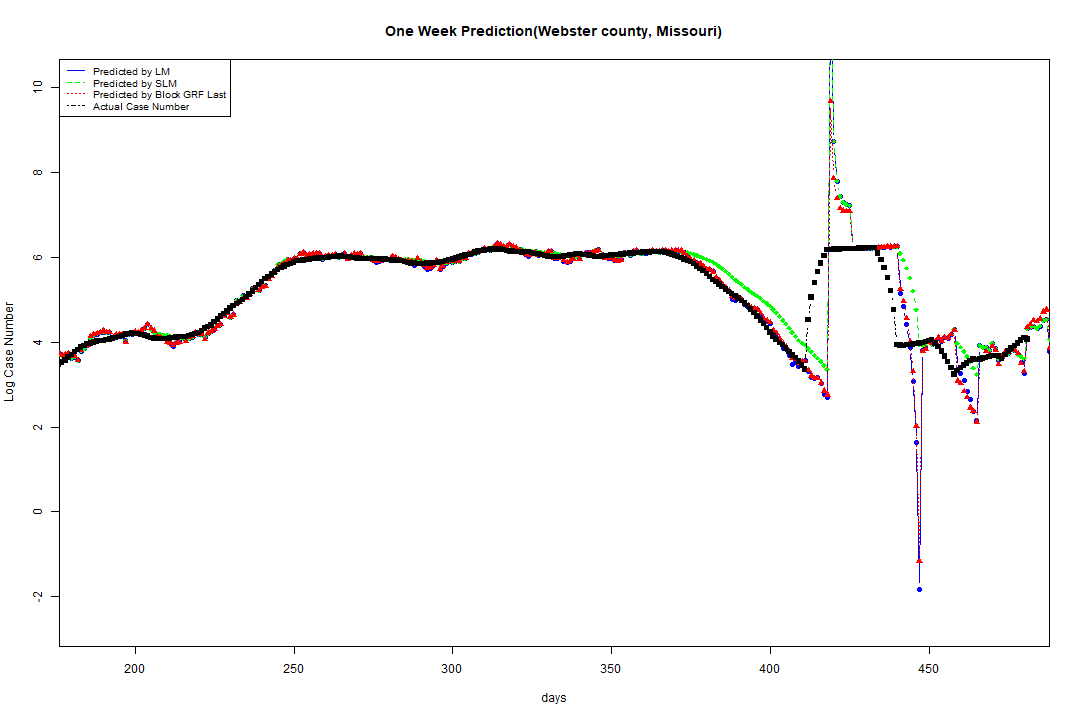 One Week Prediction(Webster county, Missouri)
Predicted by LM
Predicted by SLM
Predicted by Block GRF Last
Actual Case Number
10
8
6
4
2
0
-2
Log Case Number
200 250 300 350 400 450
days